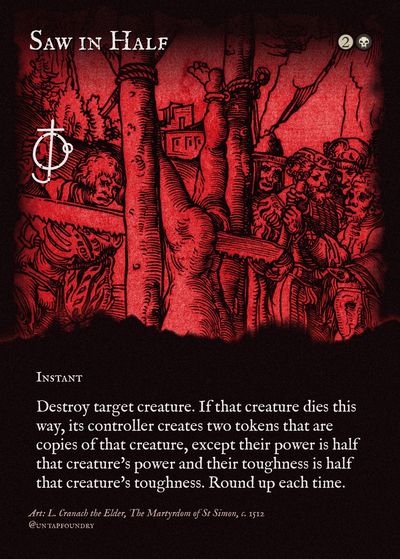 Saw in Half
2
Instant
Destroy target creature. If that creature dies this
way, its controller creates two tokens that are
copies of that creature, except their power is half
that creature's power and their toughness is half
that creature's toughness. Round up each time.
Art: L. Cranach the Elder, The Martyrdom of St Simon, c. 1512
@untapfoundry